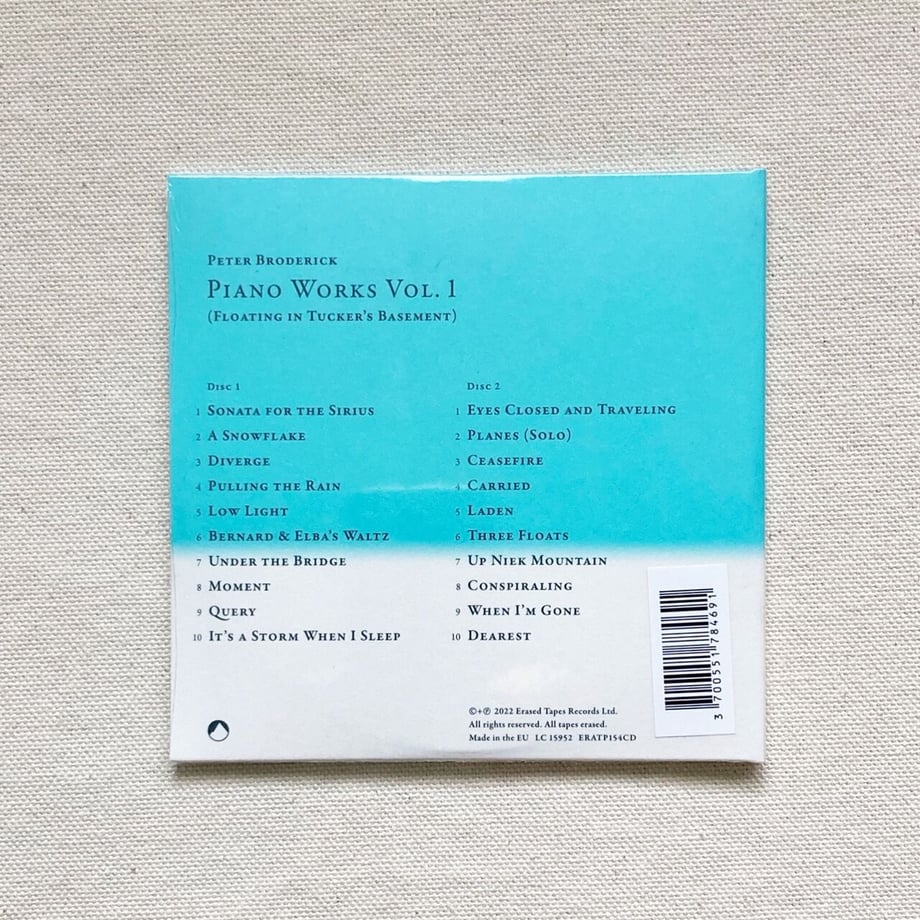 Peter Broderick
Piano Works Vol. 1
(Floating in Tucker's Basement)
Disc 1
1 Sonata for the Sirius
2 A Snowflake
3 Diverge
4 Pulling the Rain
5 Low Light
6 Bernard & Elba's Waltz
7 Under the Bridge
8 Moment
9 Query
10 It's a Storm When I Sleep
Disc 2
1 Eyes Closed and Traveling
2 Planes (Solo)
3 Ceasefire
4 Carried
5 Laden
6 Three Floats
7 Up Niek Mountain
8 Conspiraling
9 When I'm Gone
10 Dearest
©+℗ 2022 Erased Tapes Records Ltd.
All rights reserved. All tapes erased.
Made in the EU LC 15952 ERATP154CD
3 700551 784691